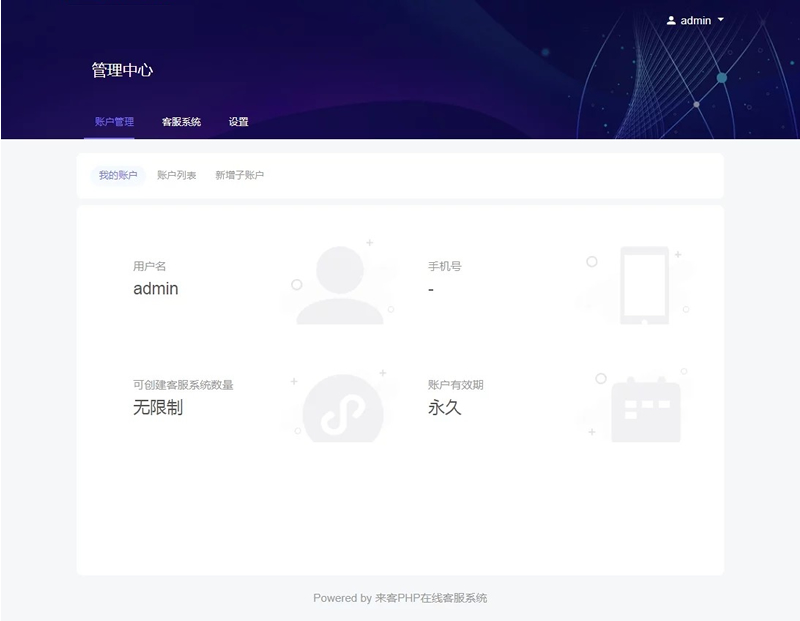 admin
管理中心
账户管理 客服系统 设置
我的账户 账户列表 新增子账户
用户名 手机号
admin -
可创建客服系统数量 账户有效期
无限制 永久
Powered by 来客PHP在线客服系统